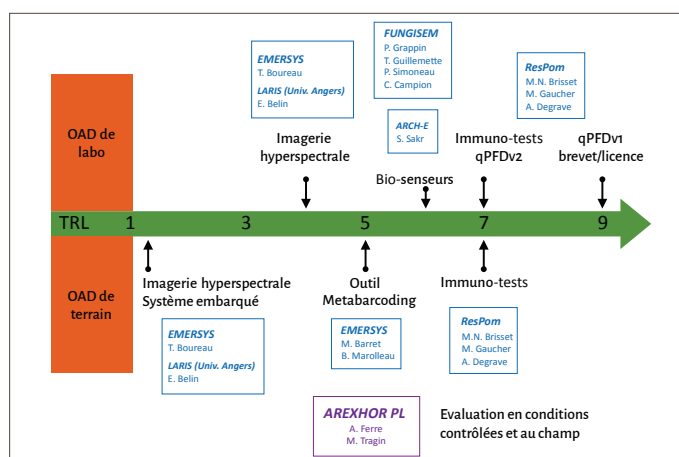 FUNGISEM
P. Grappin
T. Guillemette
P. Simoneau
C. Campion
EMERSYS
T. Boureau
LARIS (Univ. Angers)
E. Belin
ResPom
M.N. Brisset
M. Gaucher
A. Degrave
ARCH-E
S. Sakr
OAD de
labo
Imagerie
hyperspectrale
Bio-senseurs
Immuno-tests
qPFDv2
qPFDv1
brevet/licence
TRL 1 3 5 7 9
OAD de
terrain
Imagerie hyperspectrale
Système embarqué
Outil
Metabarcoding
Immuno-tests
EMERSYS
T. Boureau
LARIS (Univ. Angers)
E. Belin
EMERSYS
M. Barret
B. Marolleau
ResPom
M.N. Brisset
M. Gaucher
A. Degrave
AREXHOR PL
A. Ferre
M. Tragin
Evaluation en conditions
contrôlées et au champ